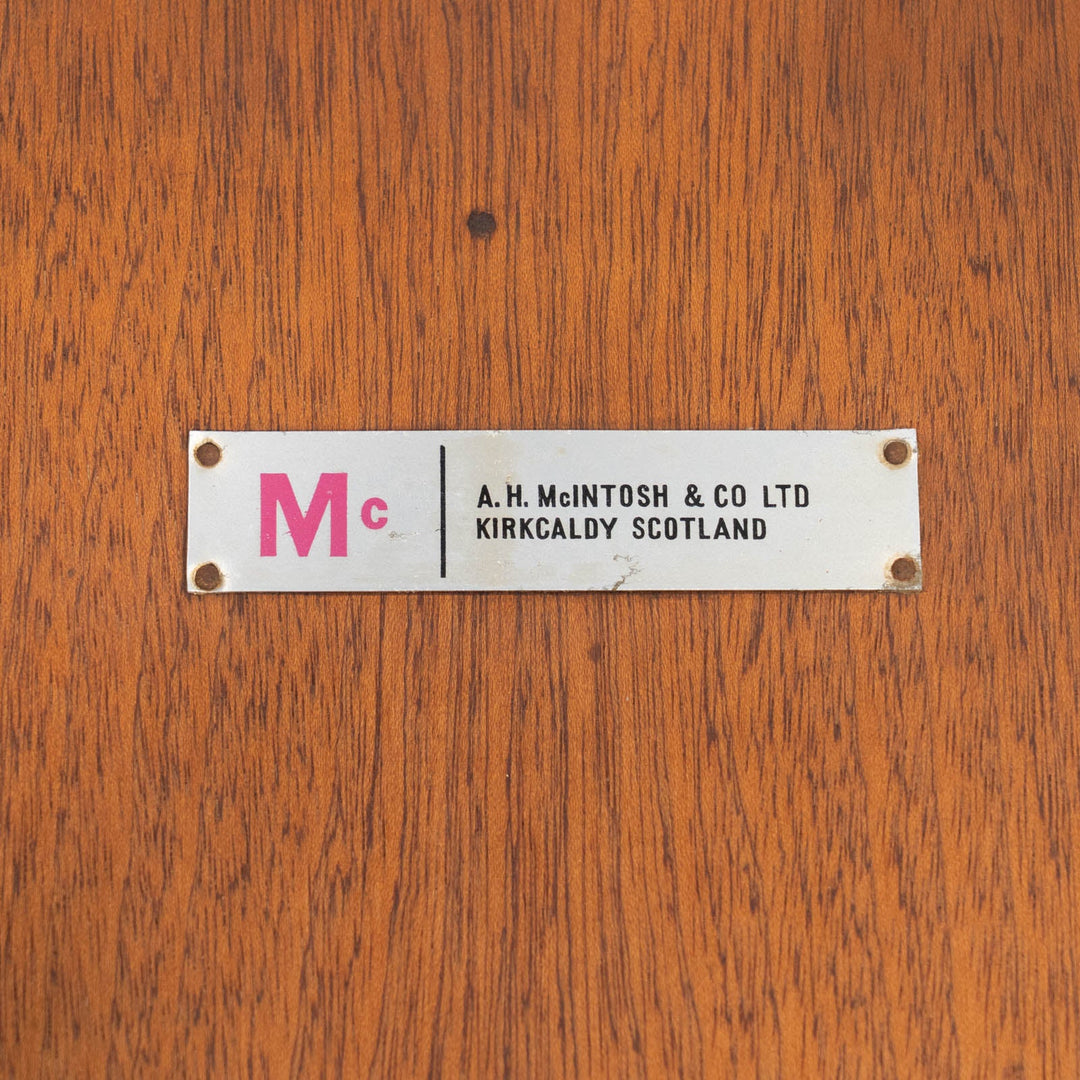 Mc
A. H. McINTOSH & CO LTD
KIRKCALDY SCOTLAND